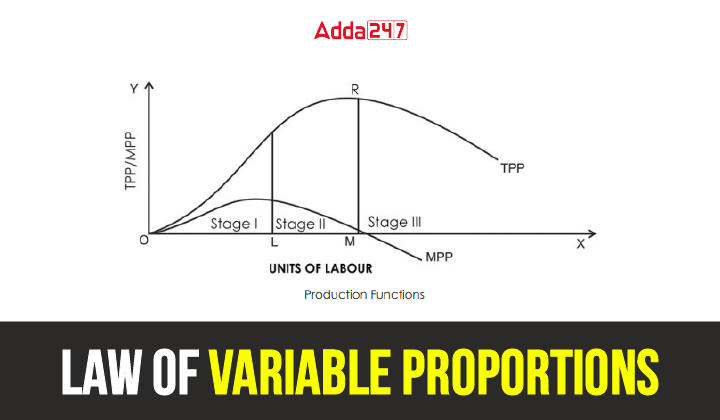 Adda247
Y
R
TPP/MPP
TPP
Stage I
Stage II
Stage III
O
L
M
X
MPP
UNITS OF LABOUR
Production Functions
LAW OF VARIABLE PROPORTIONS